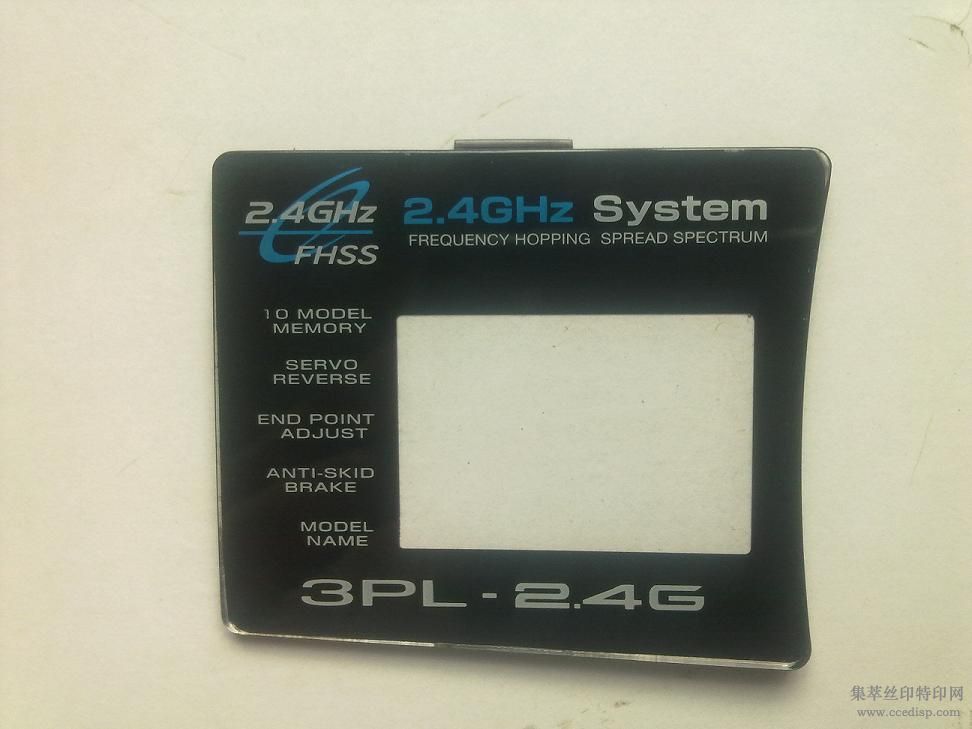 2.4GHz
FHSS
2.4GHz System
FREQUENCY HOPPING SPREAD SPECTRUM
10 MODEL
MEMORY
SERVO
REVERSE
END POINT
ADJUST
ANTI-SKID
BRAKE
MODEL
NAME
3PL - 2.4G
集萃丝印特印网
www.ccedisp.com